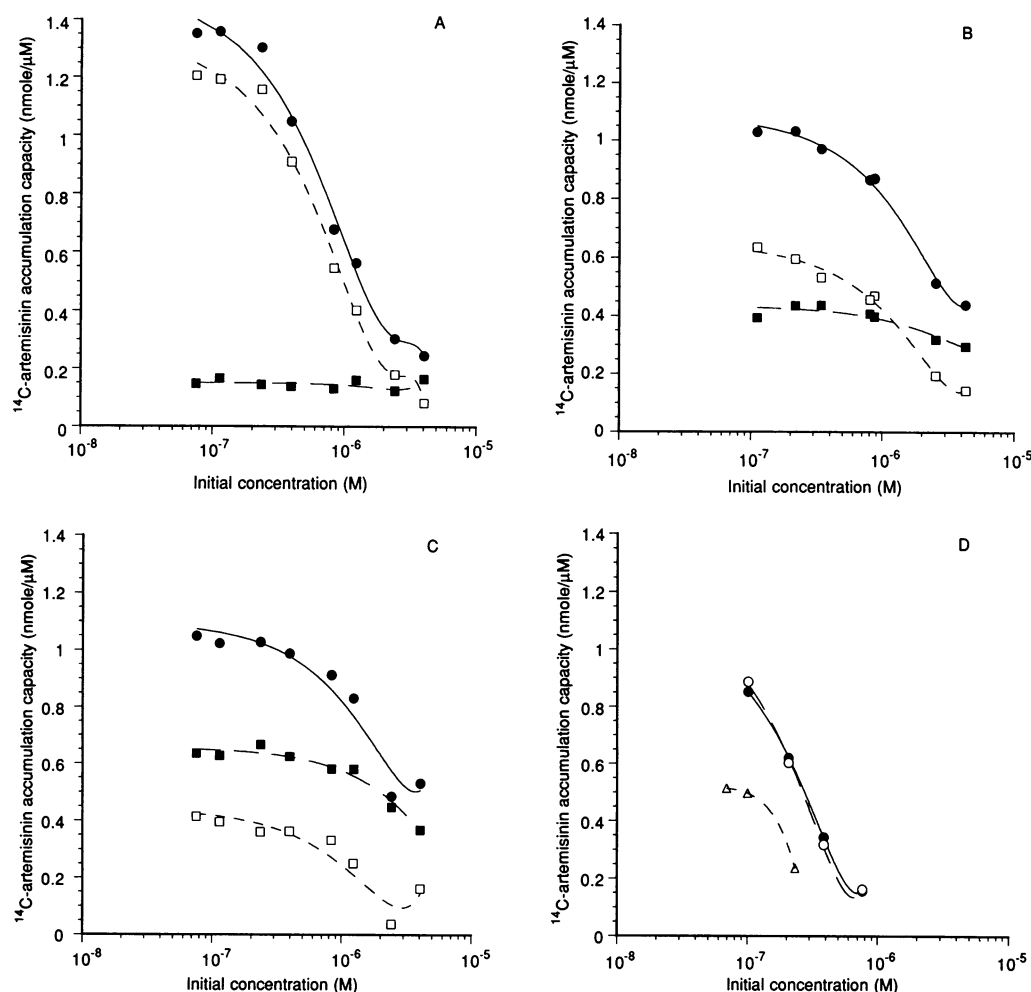 A
¹⁴C-artemisinin accumulation capacity (nmole/µM)
1.4
1.2
1
0.8
0.6
0.4
0.2
0
10⁻⁸ 10⁻⁷ 10⁻⁶ 10⁻⁵
Initial concentration (M)
B
¹⁴C-artemisinin accumulation capacity (nmole/µM)
1.4
1.2
1
0.8
0.6
0.4
0.2
0
10⁻⁸ 10⁻⁷ 10⁻⁶ 10⁻⁵
Initial concentration (M)
C
¹⁴C-artemisinin accumulation capacity (nmole/µM)
1.4
1.2
1
0.8
0.6
0.4
0.2
0
10⁻⁸ 10⁻⁷ 10⁻⁶ 10⁻⁵
Initial concentration (M)
D
¹⁴C-artemisinin accumulation capacity (nmole/µM)
1.4
1.2
1
0.8
0.6
0.4
0.2
0
10⁻⁸ 10⁻⁷ 10⁻⁶ 10⁻⁵
Initial concentration (M)